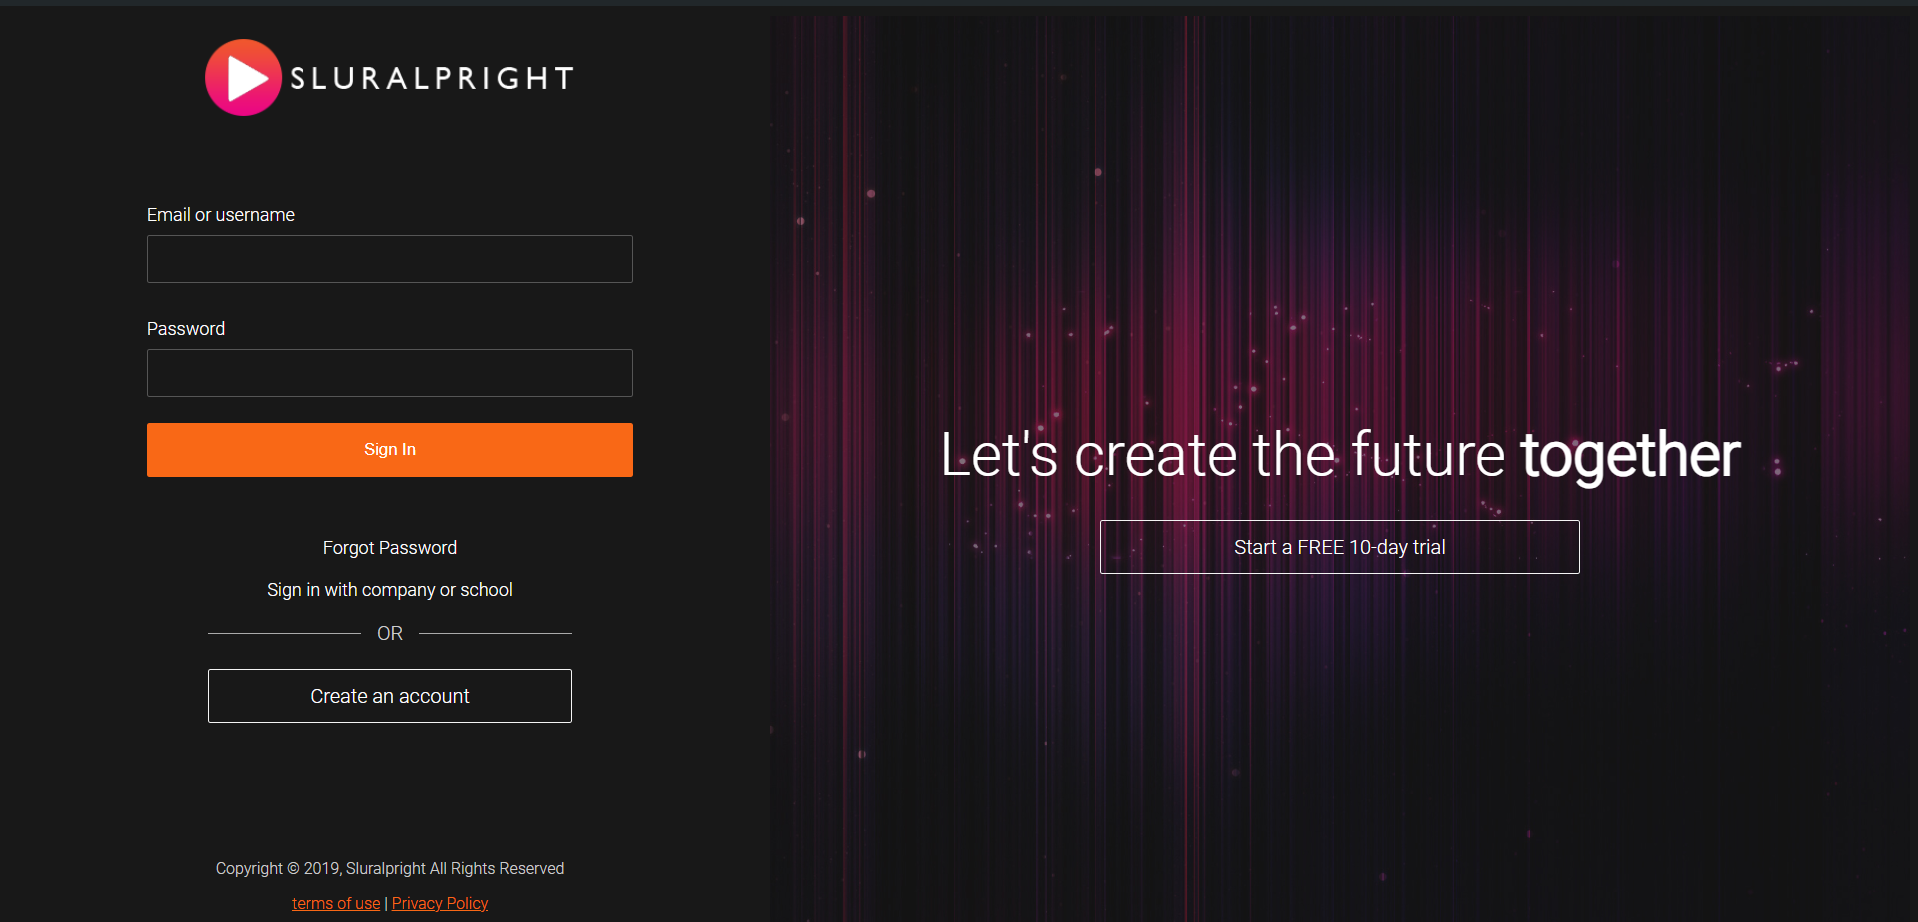 SLURALPRIGHT
Email or username
Password
Sign In
Forgot Password
Sign in with company or school
OR
Create an account
Copyright © 2019, Sluralpright All Rights Reserved
terms of use | Privacy Policy
Let's create the future together
Start a FREE 10-day trial